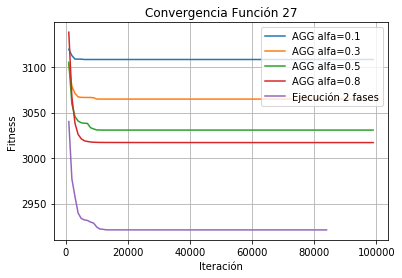 Convergencia Función 27
AGG alfa=0.1
AGG alfa=0.3
AGG alfa=0.5
AGG alfa=0.8
Ejecución 2 fases
Fitness
3100
3050
3000
2950
0
20000
40000
60000
80000
100000
Iteración